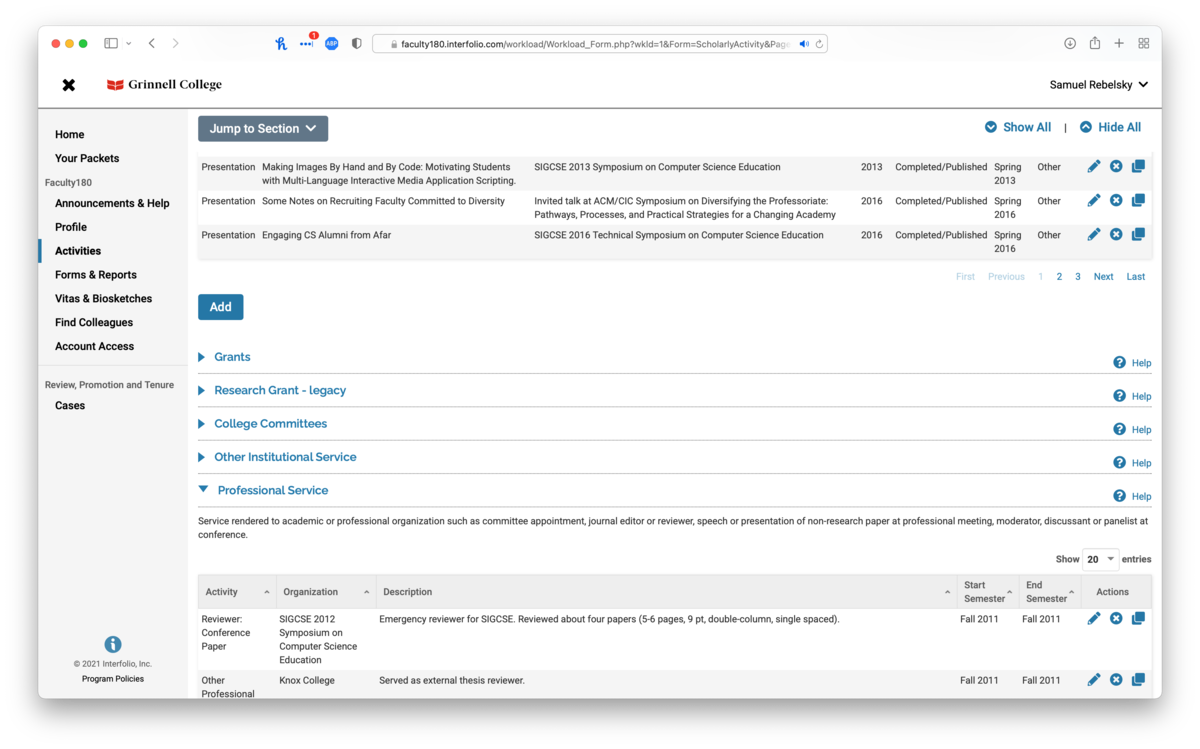 1
ABP
faculty180.interfolio.com/workload/Workload_Form.php?wkld=1&Form=ScholarlyActivity&Page
Grinnell College
Samuel Rebelsky
Home
Your Packets
Faculty180
Announcements & Help
Profile
Activities
Forms & Reports
Vitas & Biosketches
Find Colleagues
Account Access
Review, Promotion and Tenure
Cases
© 2021 Interfolio, Inc.
Program Policies
Jump to Section
Show All | Hide All
Presentation Making Images By Hand and By Code: Motivating Students SIGCSE 2013 Symposium on Computer Science Education 2013 Completed/Published Spring Other
with Multi-Language Interactive Media Application Scripting. 2013
Presentation Some Notes on Recruiting Faculty Committed to Diversity Invited talk at ACM/CIC Symposium on Diversifying the Professoriate: 2016 Completed/Published Spring Other
Pathways, Processes, and Practical Strategies for a Changing Academy 2016
Presentation Engaging CS Alumni from Afar SIGCSE 2016 Technical Symposium on Computer Science Education 2016 Completed/Published Spring Other
2016
First Previous 1 2 3 Next Last
Add
Grants
Help
Research Grant - legacy
Help
College Committees
Help
Other Institutional Service
Help
Professional Service
Help
Service rendered to academic or professional organization such as committee appointment, journal editor or reviewer, speech or presentation of non-research paper at professional meeting, moderator, discussant or panelist at
conference.
Show 20 entries
Activity Organization Description Start Semester End Semester Actions
Reviewer: SIGCSE 2012 Emergency reviewer for SIGCSE. Reviewed about four papers (5-6 pages, 9 pt, double-column, single spaced). Fall 2011 Fall 2011
Conference Symposium on
Paper Computer Science
Education
Other Knox College Served as external thesis reviewer. Fall 2011 Fall 2011
Professional